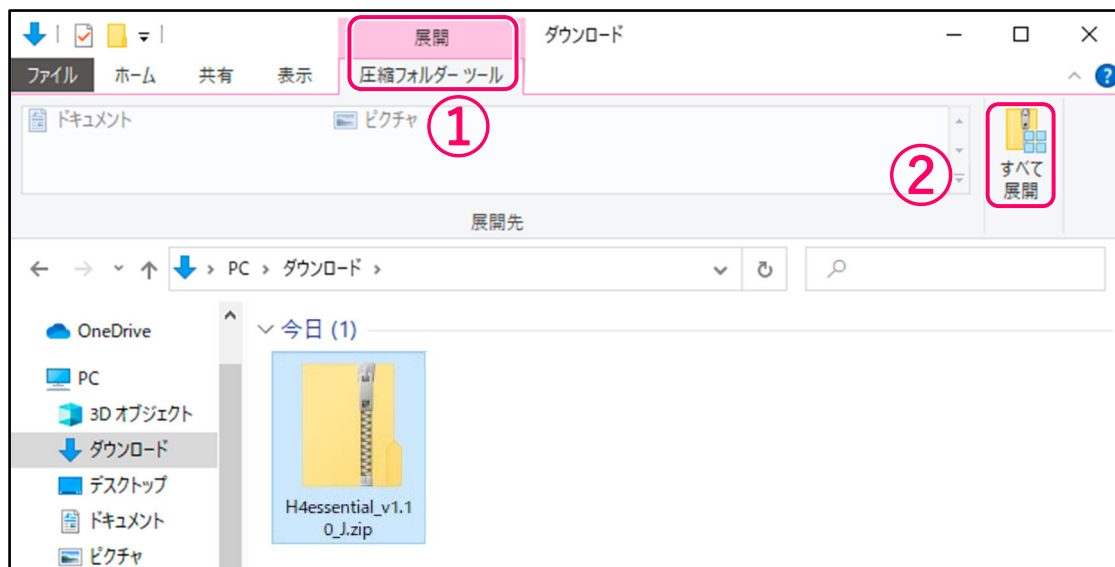 展開
ダウンロード
ファイル
ホーム
共有
表示
圧縮フォルダー ツール
?
ドキュメント
ピクチャ
①
②
すべて
展開
展開先
PC
ダウンロード
OneDrive
今日 (1)
PC
3D オブジェクト
ダウンロード
デスクトップ
ドキュメント
ピクチャ
H4essential_v1.1
0_J.zip